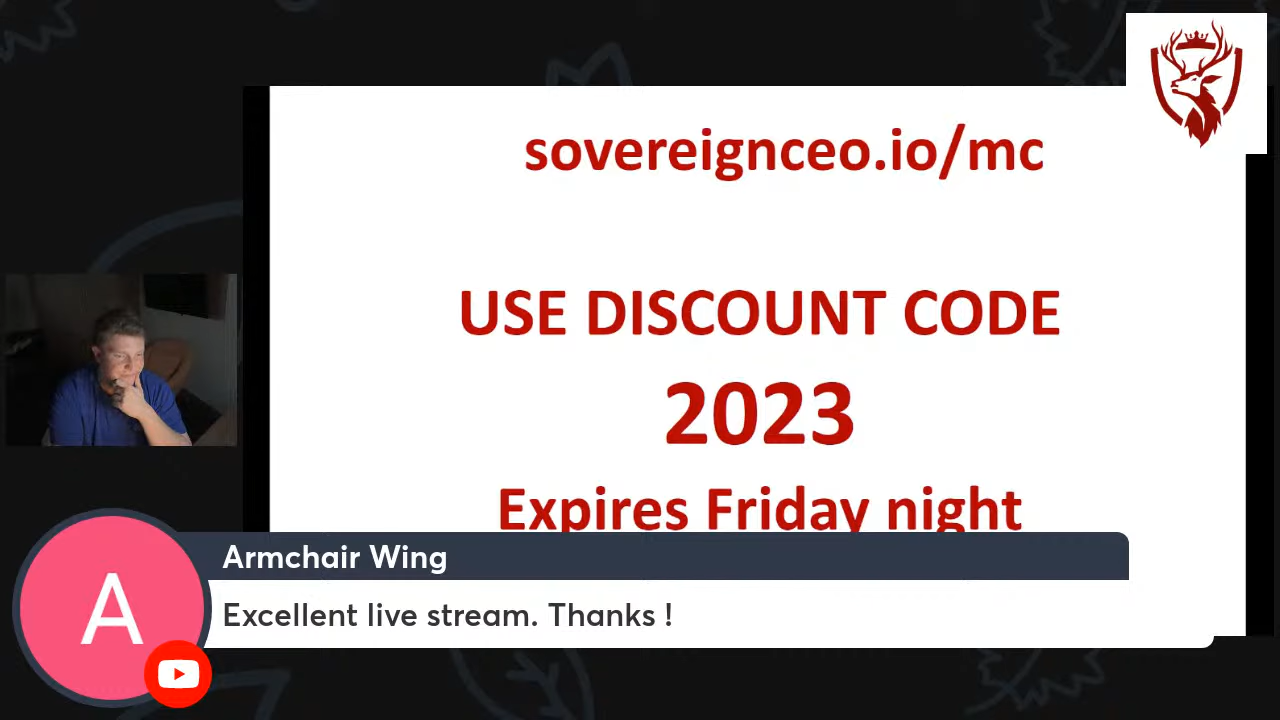 sovereignceo.io/mc
USE DISCOUNT CODE
2023
Expires Friday night
Armchair Wing
A
Excellent live stream. Thanks !